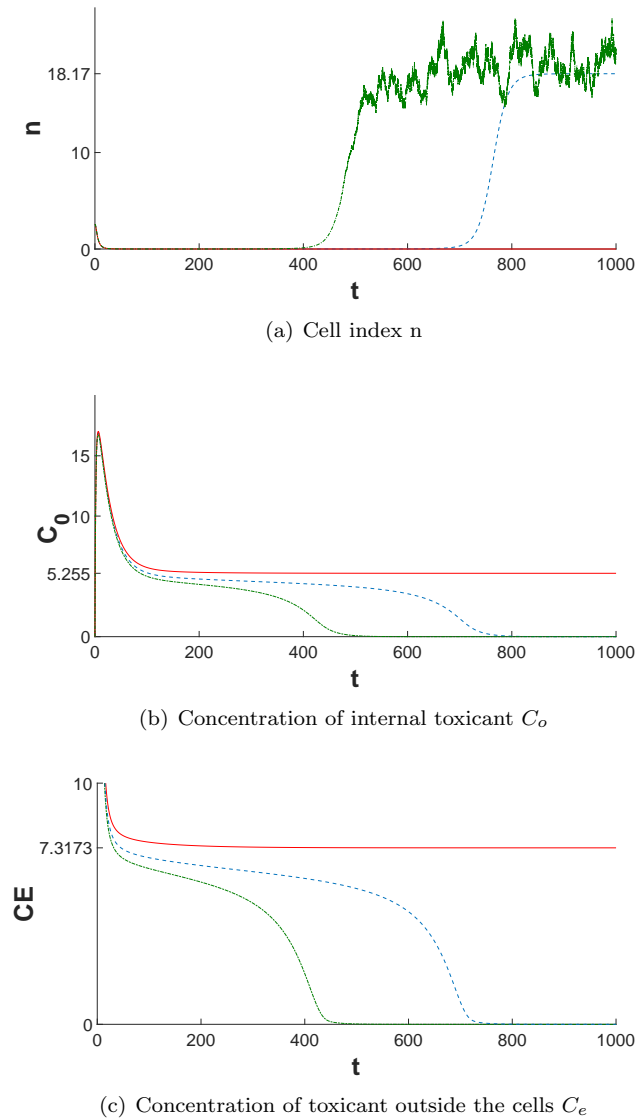 18.17
n
10
0
0 200 400 600 800 1000
t
(a) Cell index n
15
10
C0
5.255
0
0 200 400 600 800 1000
t
(b) Concentration of internal toxicant Co
10
7.3173
CE
0
0 200 400 600 800 1000
t
(c) Concentration of toxicant outside the cells Ce